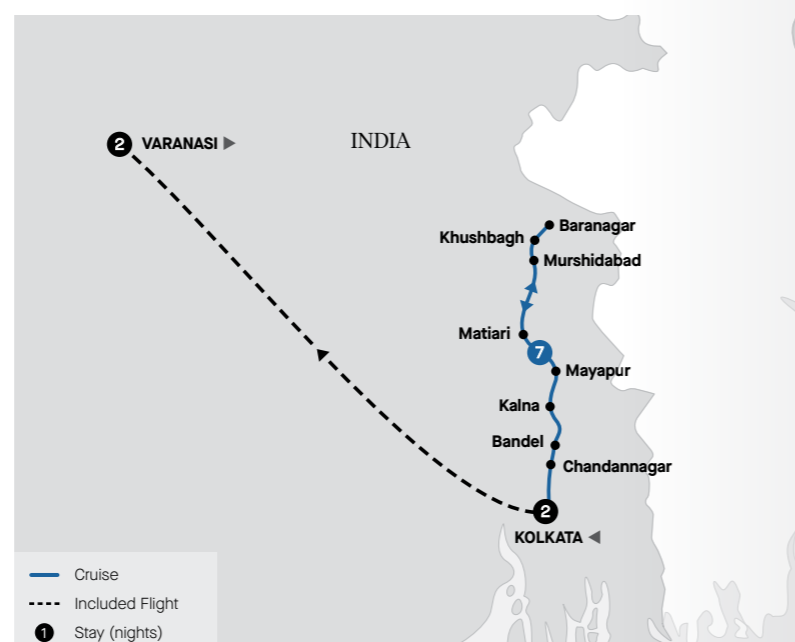 INDIA
2 VARANASI
Baranagar
Khushbagh
Murshidabad
Matiari
7
Mayapur
Kalna
Bandel
Chandannagar
2
KOLKATA
Cruise
Included Flight
1 Stay (nights)